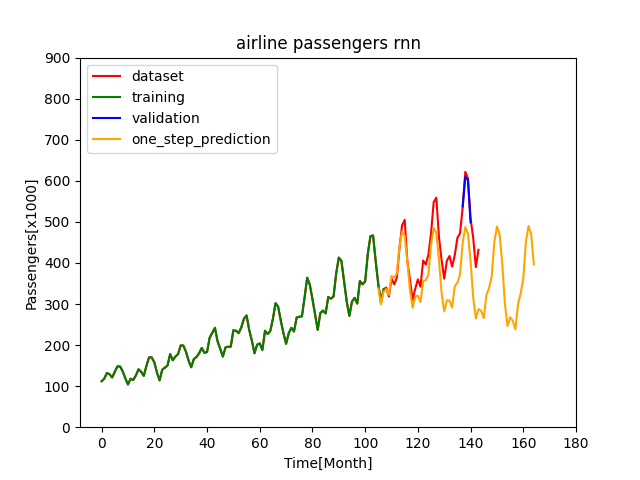 airline passengers rnn
900
800
700
600
500
400
300
200
100
0
Passengers[x1000]
dataset
training
validation
one_step_prediction
0 20 40 60 80 100 120 140 160 180
Time[Month]